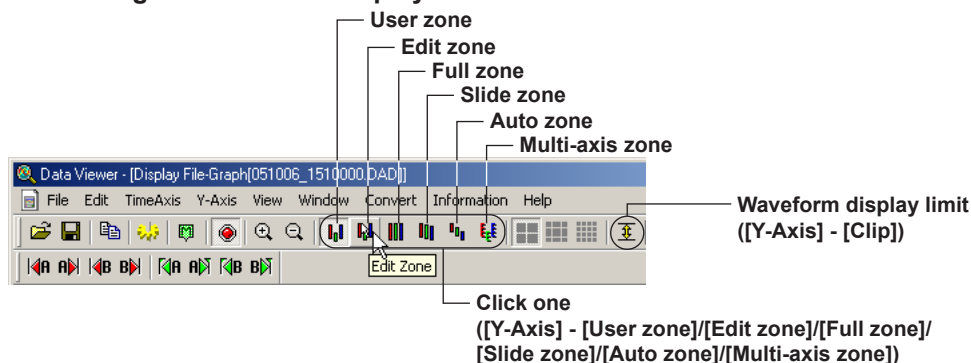 User zone
Edit zone
Full zone
Slide zone
Auto zone
Multi-axis zone
Data Viewer - [Display File-Graph[051006_1510000.DAD]]
File Edit TimeAxis Y-Axis View Window Convert Information Help
Waveform display limit
([Y-Axis] - [Clip])
A A B B A A B B
Edit Zone
Click one
([Y-Axis] - [User zone]/[Edit zone]/[Full zone]/
[Slide zone]/[Auto zone]/[Multi-axis zone])